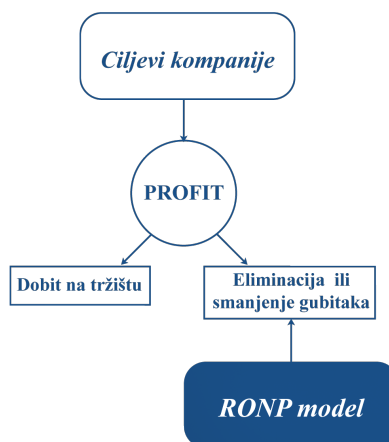 Ciljevi kompanije
PROFIT
Dobit na tržištu
Eliminacija ili
smanjenje gubitaka
RONP model